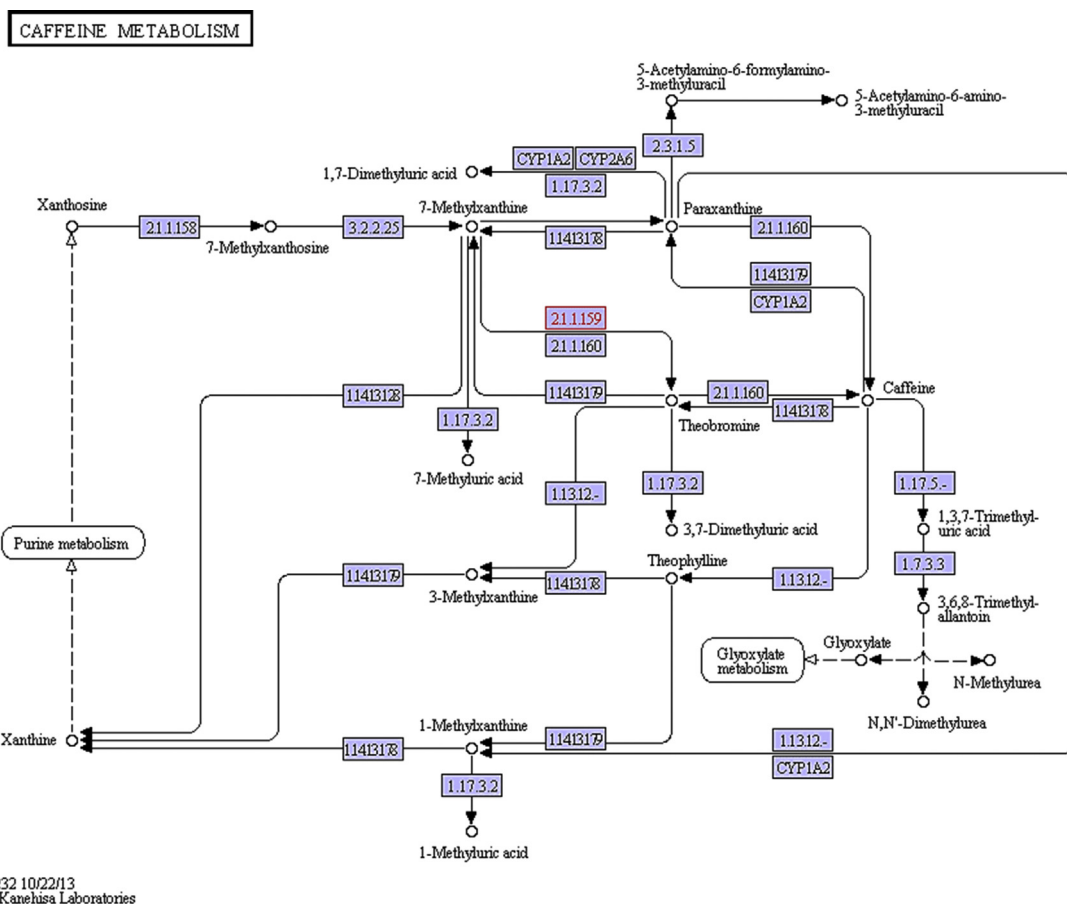 CAFFEINE METABOLISM
5-Acetylamino-6-formylamino-
3-methyluracil
5-Acetylamino-6-amino-
3-methyluracil
2.3.1.5
CYP1A2
CYP2A6
1,7-Dimethyluric acid
1.17.3.2
Xanthosine
7-Methylxanthine
Paraxanthine
2.1.1.158
3.2.2.25
2.1.1.160
7-Methylxanthosine
1.14.13.178
1.14.13.179
CYP1A2
2.1.1.159
2.1.1.160
1.14.13.128
1.14.13.179
2.1.1.160
Caffeine
1.14.13.178
1.17.3.2
Theobromine
7-Methyluric acid
1.13.12.-
1.17.3.2
1.17.5.-
1,3,7-Trimethyl-
uric acid
3,7-Dimethyluric acid
Purine metabolism
Theophylline
1.7.3.3
1.14.13.179
1.14.13.178
1.13.12.-
3-Methylxanthine
3,6,8-Trimethyl-
allantoin
Glyoxylate
Glyoxylate
metabolism
N-Methylurea
N,N'-Dimethylurea
1-Methylxanthine
Xanthine
1.14.13.178
1.14.13.179
1.13.12.-
CYP1A2
1.17.3.2
1-Methyluric acid
32 10/22/13
Kanehisa Laboratories